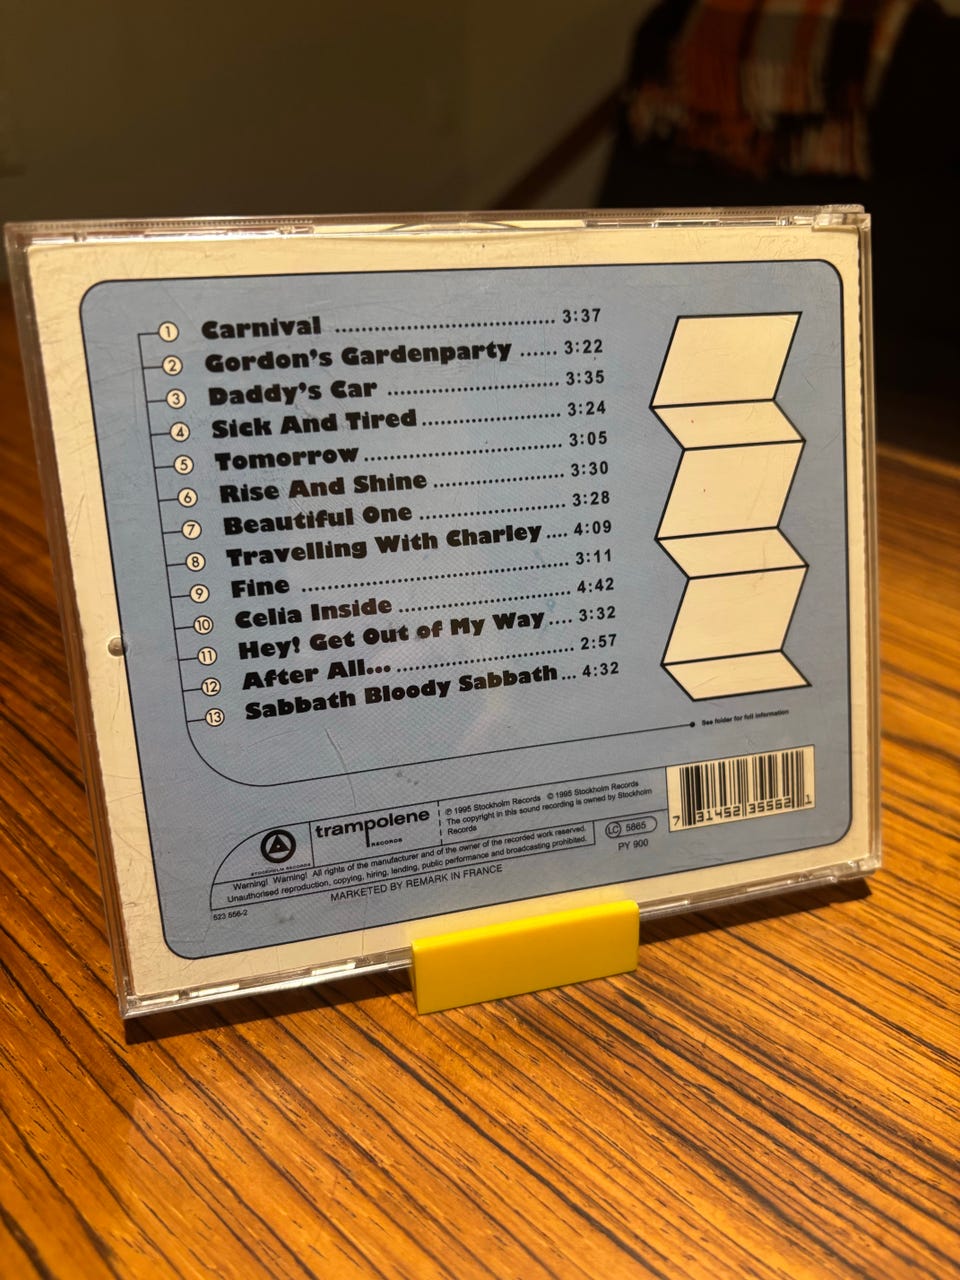 1 Carnival ........ 3:37
2 Gordon's Gardenparty ...... 3:22
3 Daddy's Car ........ 3:35
4 Sick And Tired ........ 3:24
5 Tomorrow ........ 3:05
6 Rise And Shine ........ 3:30
7 Beautiful One ........ 3:28
8 Travelling With Charley .... 4:09
9 Fine ........ 3:11
10 Celia Inside ........ 4:42
11 Hey! Get Out of My Way .... 3:32
12 After All... ........ 2:57
13 Sabbath Bloody Sabbath ... 4:32
See folder for full information
STOCKHOLM RECORDS
trampolene
RECORDS
℗ 1995 Stockholm Records © 1995 Stockholm Records
The copyright in this sound recording is owned by Stockholm
Records
Warning! Warning! All rights of the manufacturer and of the owner of the recorded work reserved.
Unauthorised reproduction, copying, hiring, lending, public performance and broadcasting prohibited.
MARKETED BY REMARK IN FRANCE
523 556-2
LC 5865
PY 900
7 31452 35562 1